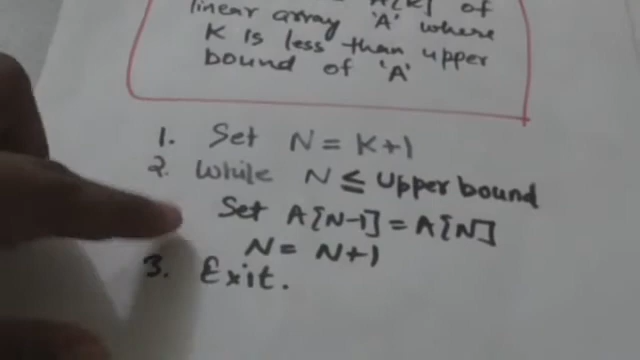 A[K] of
linear array 'A' where
K is less than upper
bound of 'A'
1. Set N = K+1
2. While N ≤ Upper bound
Set A[N-1] = A[N]
N = N+1
3. Exit.